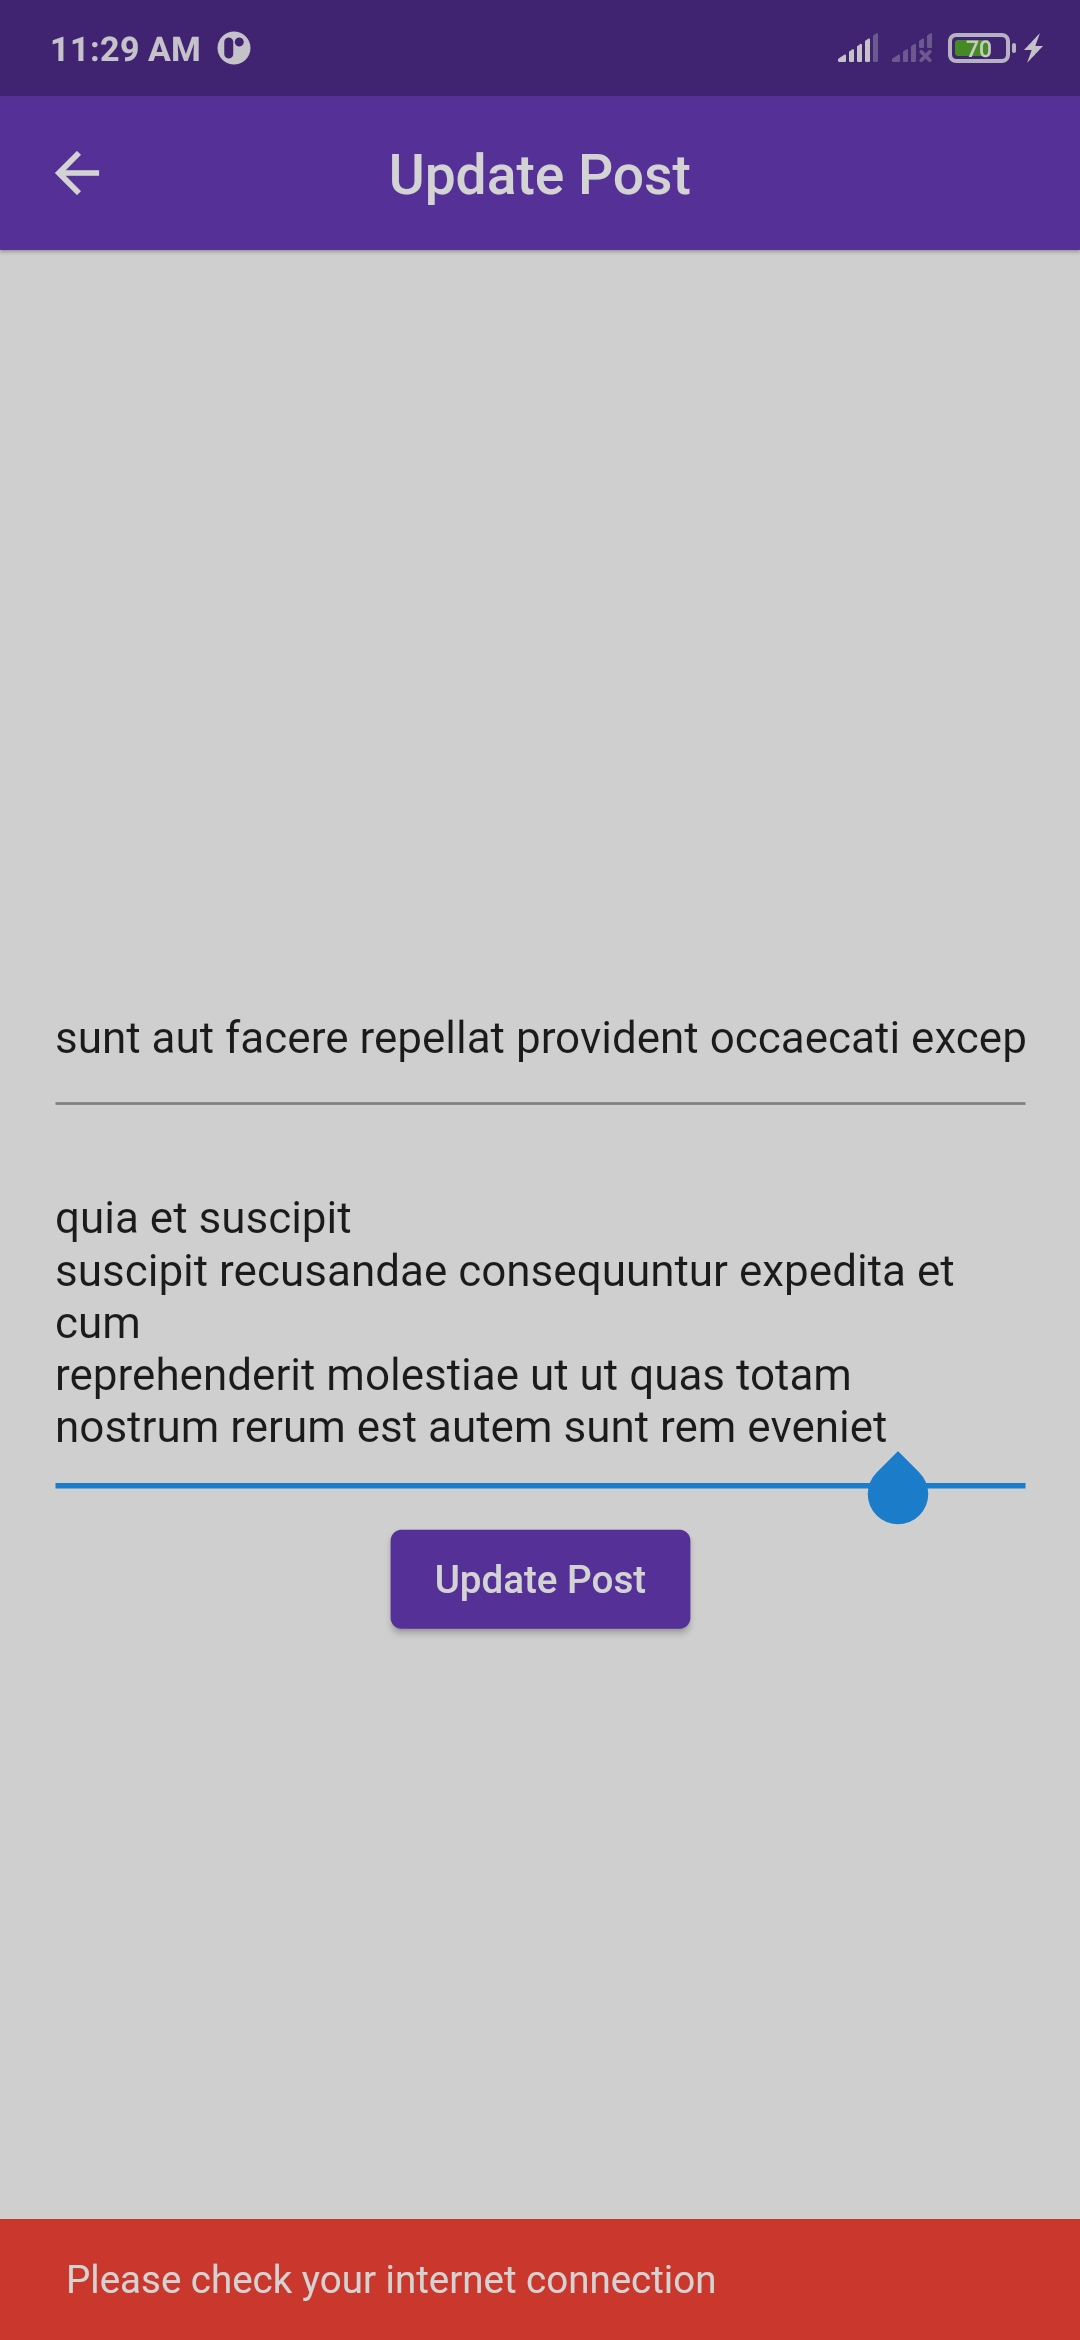 11:29 AM
70
Update Post
sunt aut facere repellat provident occaecati excep
quia et suscipit
suscipit recusandae consequuntur expedita et
cum
reprehenderit molestiae ut ut quas totam
nostrum rerum est autem sunt rem eveniet
Update Post
Please check your internet connection